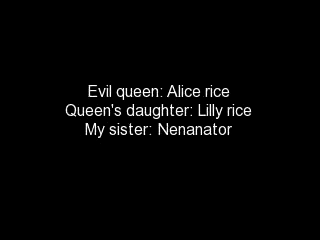 Evil queen: Alice rice
Queen's daughter: Lilly rice
My sister: Nenanator